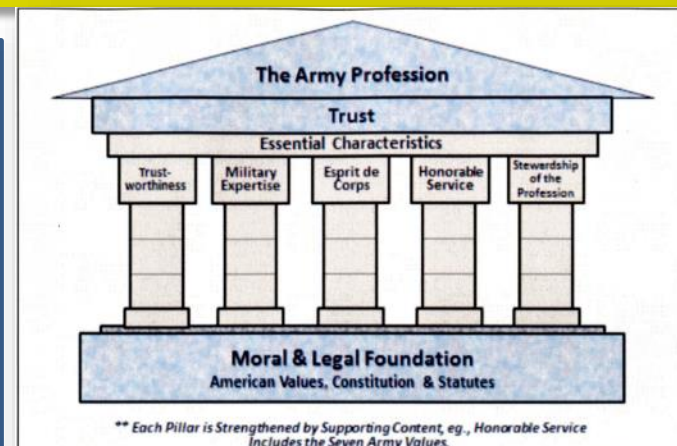 The Army Profession
Trust
Essential Characteristics
Trust-
worthiness
Military
Expertise
Esprit de
Corps
Honorable
Service
Stewardship
of the
Profession
Moral & Legal Foundation
American Values, Constitution & Statutes
** Each Pillar is Strengthened by Supporting Content, eg., Honorable Service
Includes the Seven Army Values.